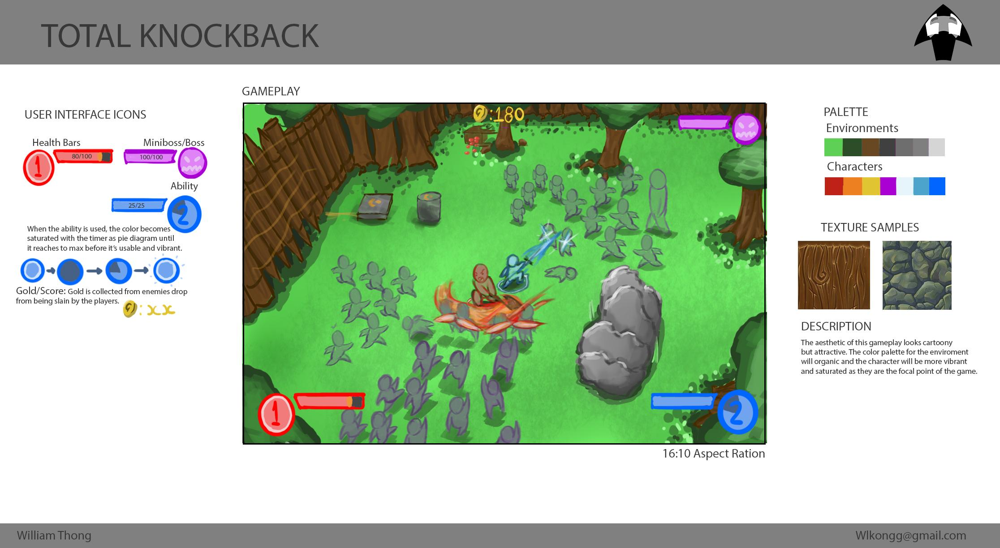 TOTAL KNOCKBACK
USER INTERFACE ICONS
Health Bars
Miniboss/Boss
1
80/100
100/100
Ability
25/25
2
When the ability is used, the color becomes
saturated with the timer as pie diagram until
it reaches to max before it's usable and vibrant.
Gold/Score: Gold is collected from enemies drop
from being slain by the players.
: xx
GAMEPLAY
:180
1
2
16:10 Aspect Ration
PALETTE
Environments
Characters
TEXTURE SAMPLES
DESCRIPTION
The aesthetic of this gameplay looks cartoony
but attractive. The color palette for the enviroment
will organic and the character will be more vibrant
and saturated as they are the focal point of the game.
William Thong
Wlkongg@gmail.com